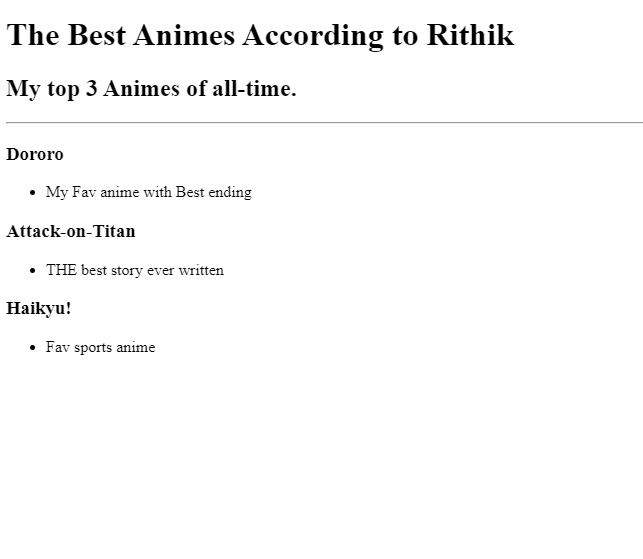 The Best Animes According to Rithik
My top 3 Animes of all-time.
Dororo
My Fav anime with Best ending
Attack-on-Titan
THE best story ever written
Haikyu!
Fav sports anime